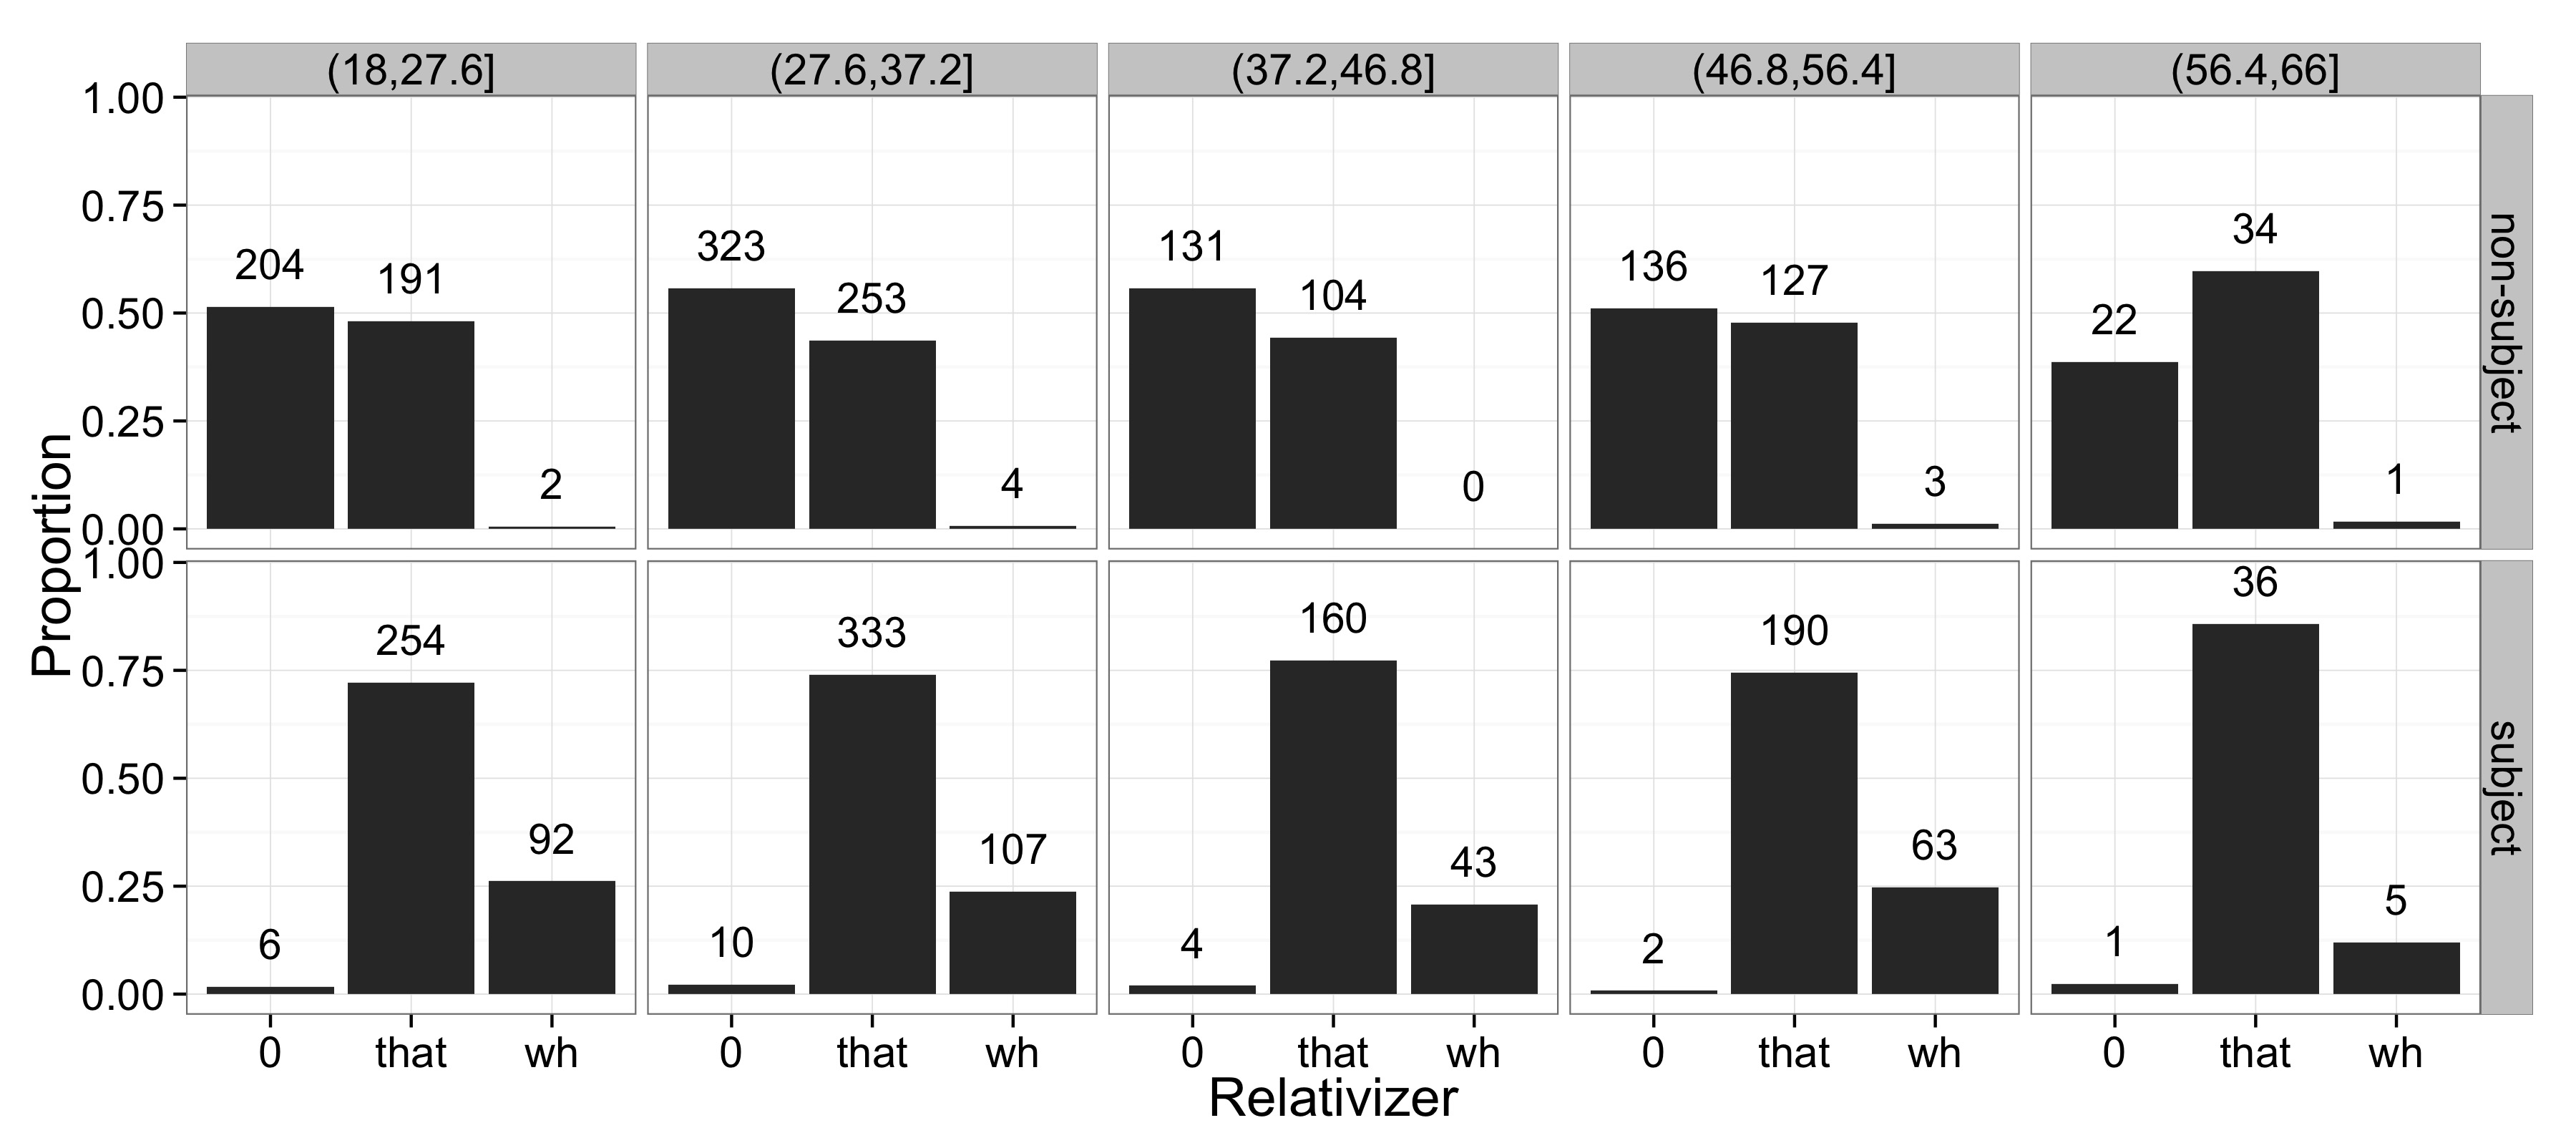 (18,27.6] (27.6,37.2] (37.2,46.8] (46.8,56.4] (56.4,66]
1.00
0.75
0.50
0.25
0.00
204 191 2
323 253 4
131 104 0
136 127 3
22 34 1
non-subject
Proportion
1.00
0.75
0.50
0.25
0.00
6 254 92
10 333 107
4 160 43
2 190 63
1 36 5
subject
0 that wh 0 that wh 0 that wh 0 that wh 0 that wh
Relativizer